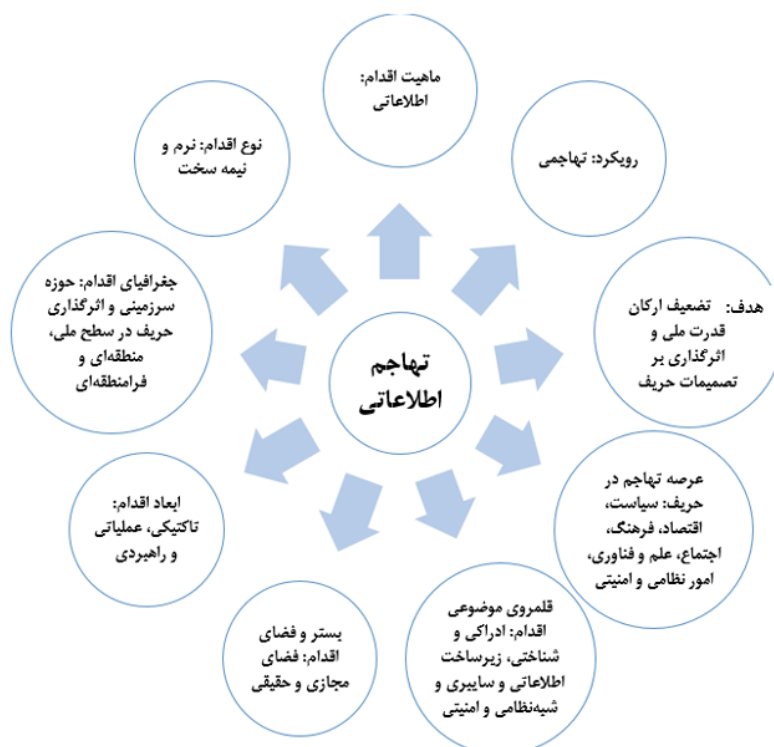 ماهیت اقدام:
اطلاعاتی
رویکرد: تهاجمی
هدف: تضعیف ارکان
قدرت ملی و
اثرگذاری بر
تصمیمات حریف
عرصه تهاجم در
حریف: سیاست،
اقتصاد، فرهنگ،
اجتماع، علم و فناوری،
امور نظامی و امنیتی
قلمروی موضوعی
اقدام: ادراکی و
شناختی، زیرساخت
اطلاعاتی و سایبری و
شبه‌نظامی و امنیتی
بستر و فضای
اقدام: فضای
مجازی و حقیقی
ابعاد اقدام:
تاکتیکی، عملیاتی
و راهبردی
جغرافیای اقدام: حوزه
سرزمینی و اثرگذاری
حریف در سطح ملی،
منطقه‌ای و
فرامنطقه‌ای
نوع اقدام: نرم و
نیمه سخت
تهاجم
اطلاعاتی